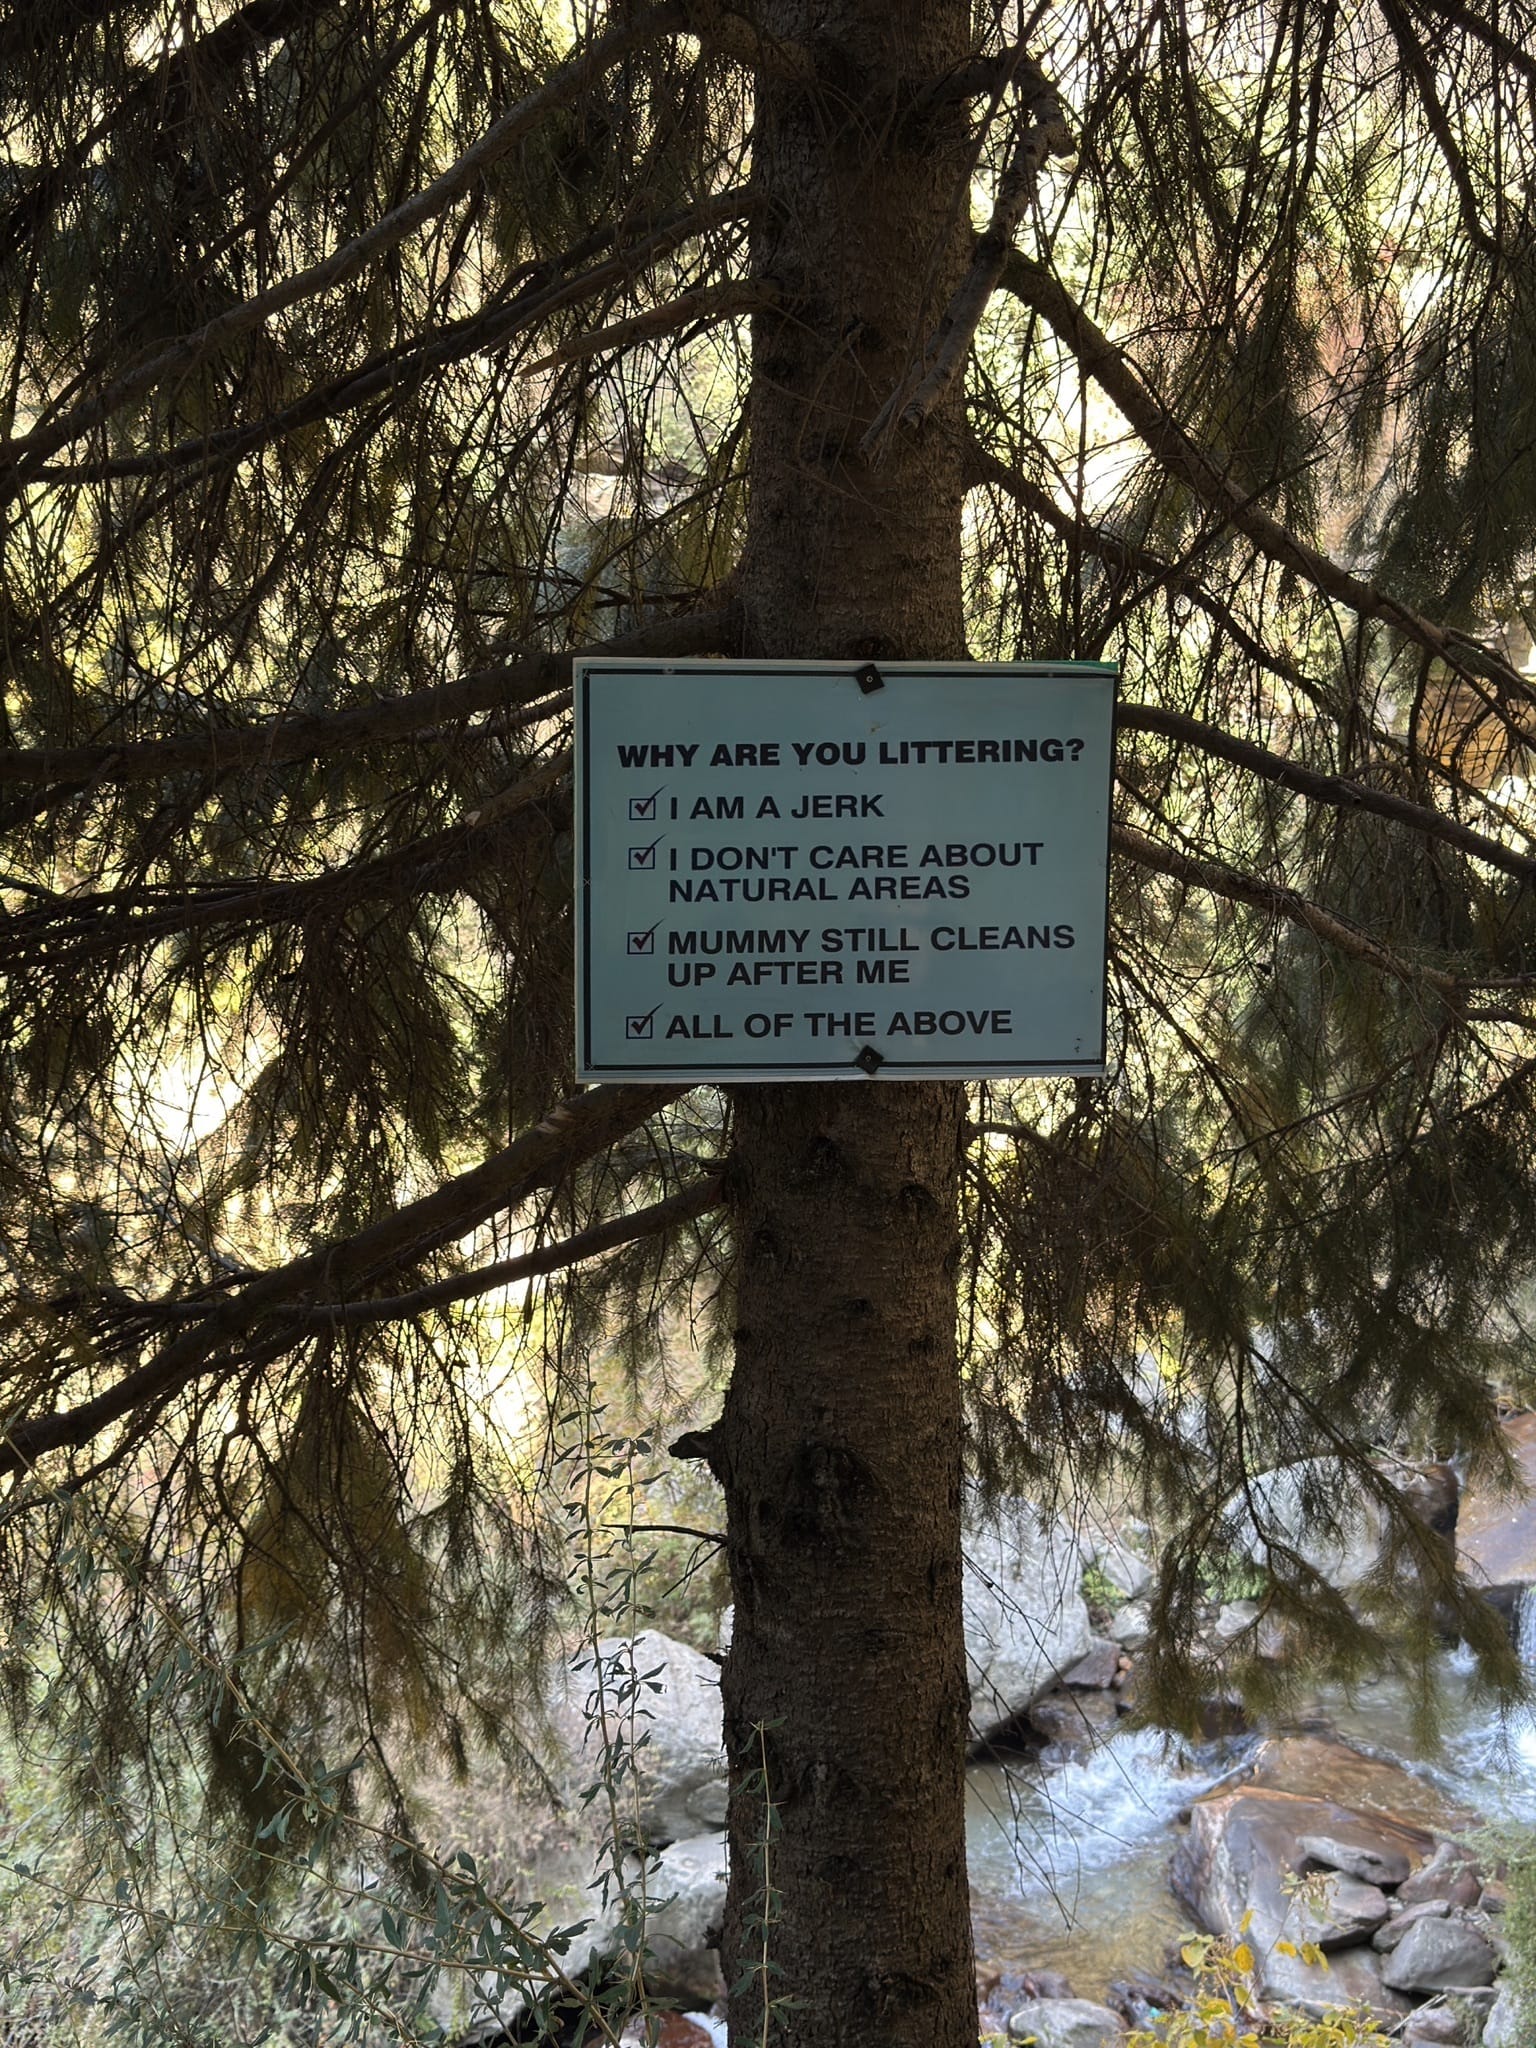 WHY ARE YOU LITTERING?
☑ I AM A JERK
☑ I DON'T CARE ABOUT
NATURAL AREAS
☑ MUMMY STILL CLEANS
UP AFTER ME
☑ ALL OF THE ABOVE